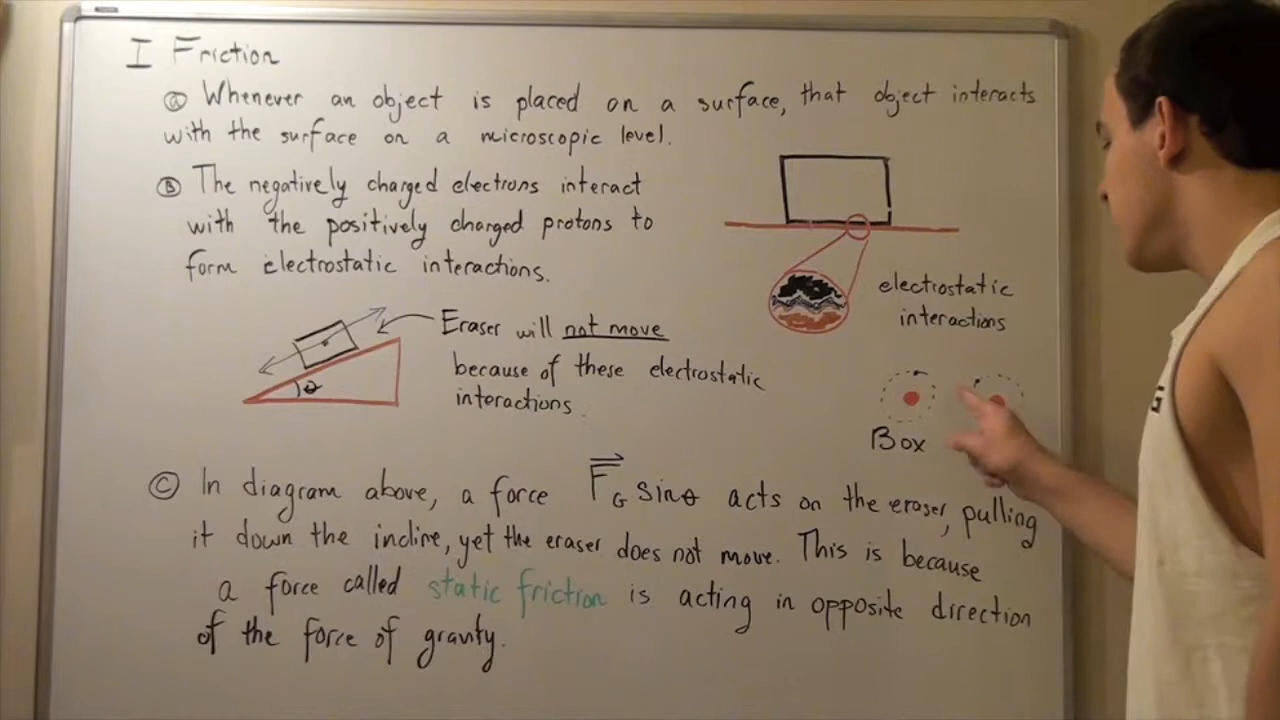 I Friction
Ⓐ Whenever an object is placed on a surface, that object interacts
with the surface on a microscopic level.
Ⓑ The negatively charged electrons interact
with the positively charged protons to
form electrostatic interactions.
electrostatic
interactions
Eraser will not move
because of these electrostatic
interactions
θ
Box
Ⓒ In diagram above, a force F_G sinθ acts on the eraser, pulling
it down the incline, yet the eraser does not move. This is because
a force called static friction is acting in opposite direction
of the force of gravity.